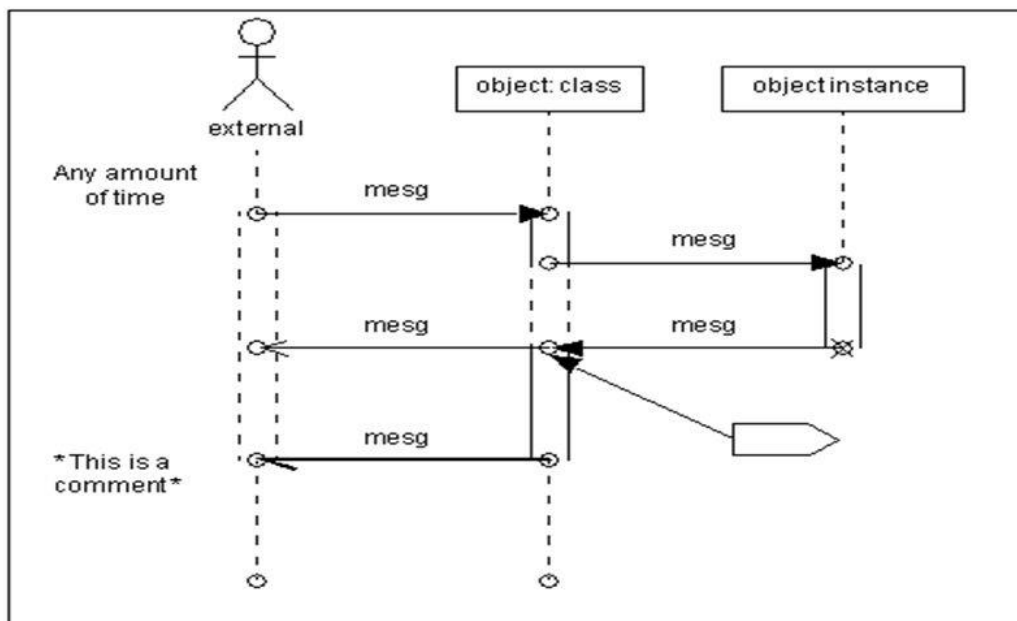 object: class
object instance
external
Any amount
of time
mesg
mesg
mesg
mesg
mesg
*This is a
comment*